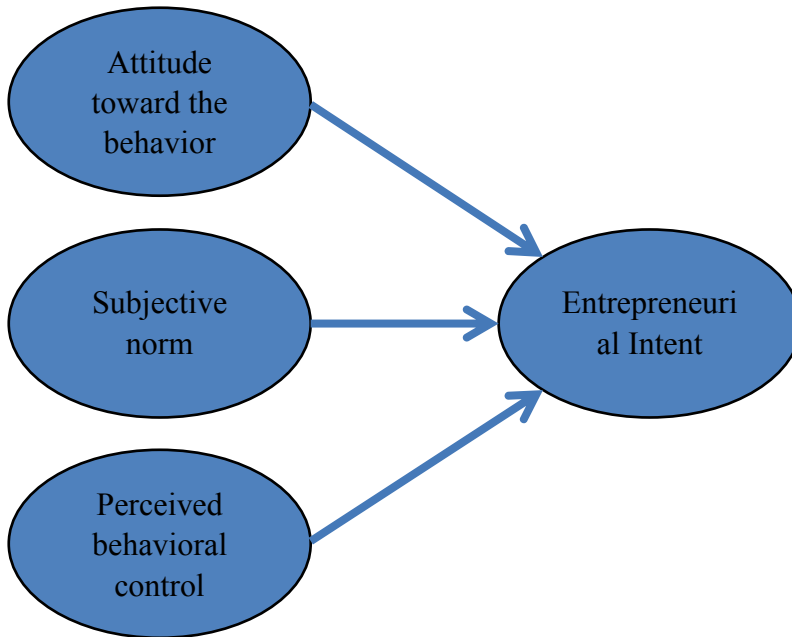 Attitude
toward the
behavior
Subjective
norm
Entrepreneuri
al Intent
Perceived
behavioral
control